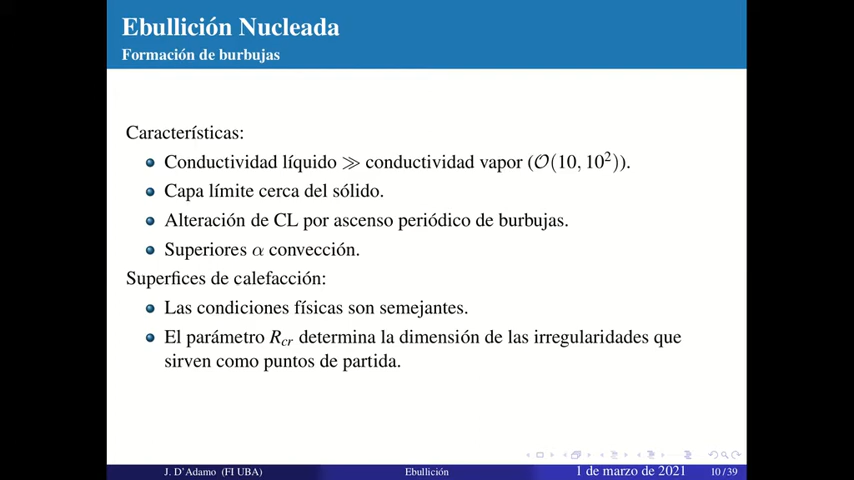 Ebullición Nucleada
Formación de burbujas
Características:
Conductividad líquido ≫ conductividad vapor (𝒪(10, 10²)).
Capa límite cerca del sólido.
Alteración de CL por ascenso periódico de burbujas.
Superiores α convección.
Superfices de calefacción:
Las condiciones físicas son semejantes.
El parámetro R_cr determina la dimensión de las irregularidades que
sirven como puntos de partida.
J. D'Adamo (FI UBA) Ebullición 1 de marzo de 2021 10 / 39